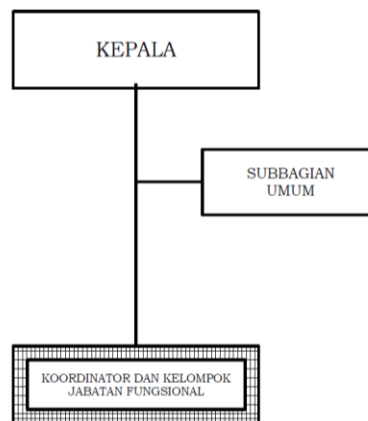 KEPALA
SUBBAGIAN
UMUM
KOORDINATOR DAN KELOMPOK
JABATAN FUNGSIONAL